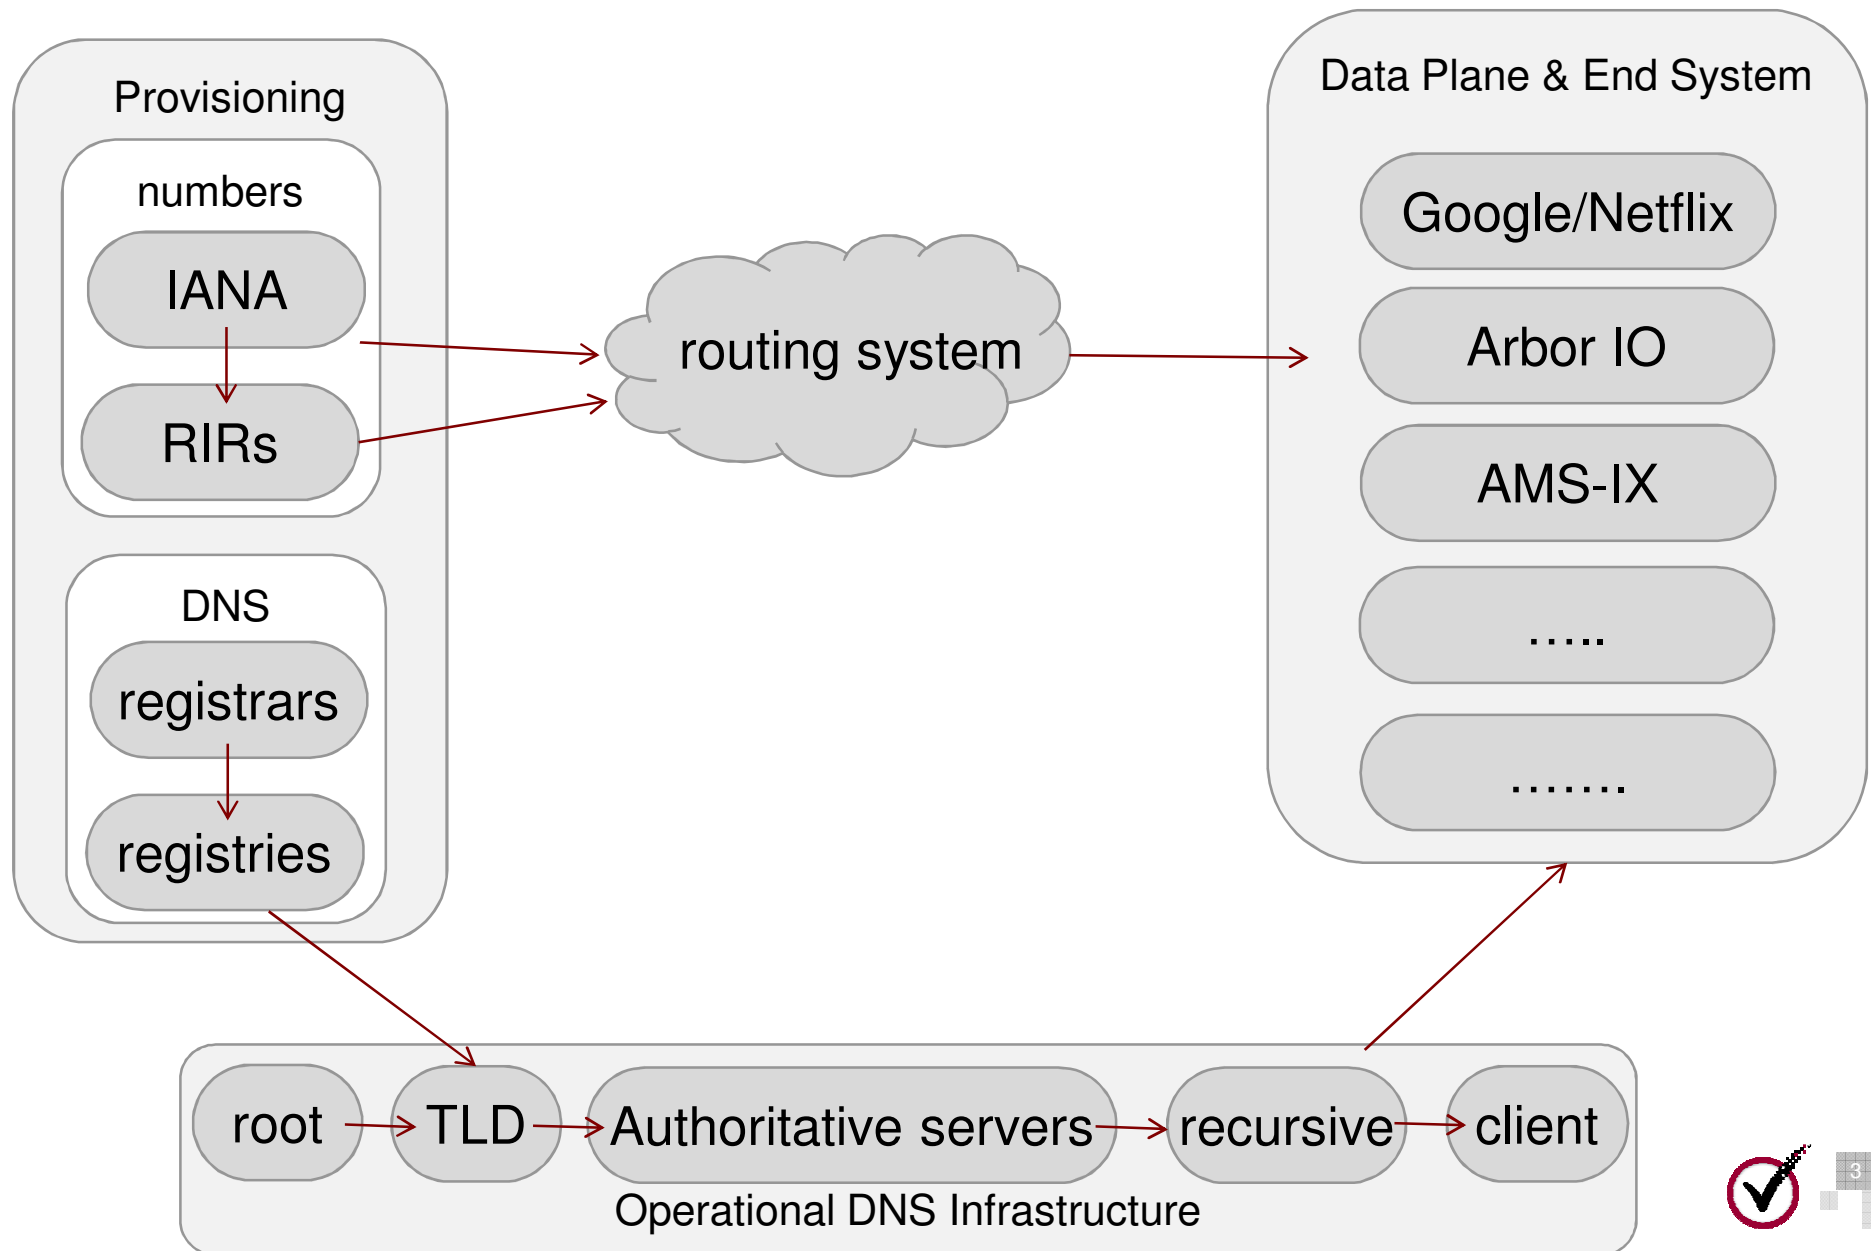 Provisioning
numbers
IANA
RIRs
DNS
registrars
registries
routing system
Data Plane & End System
Google/Netflix
Arbor IO
AMS-IX
.....
.......
root
TLD
Authoritative servers
recursive
client
Operational DNS Infrastructure
3